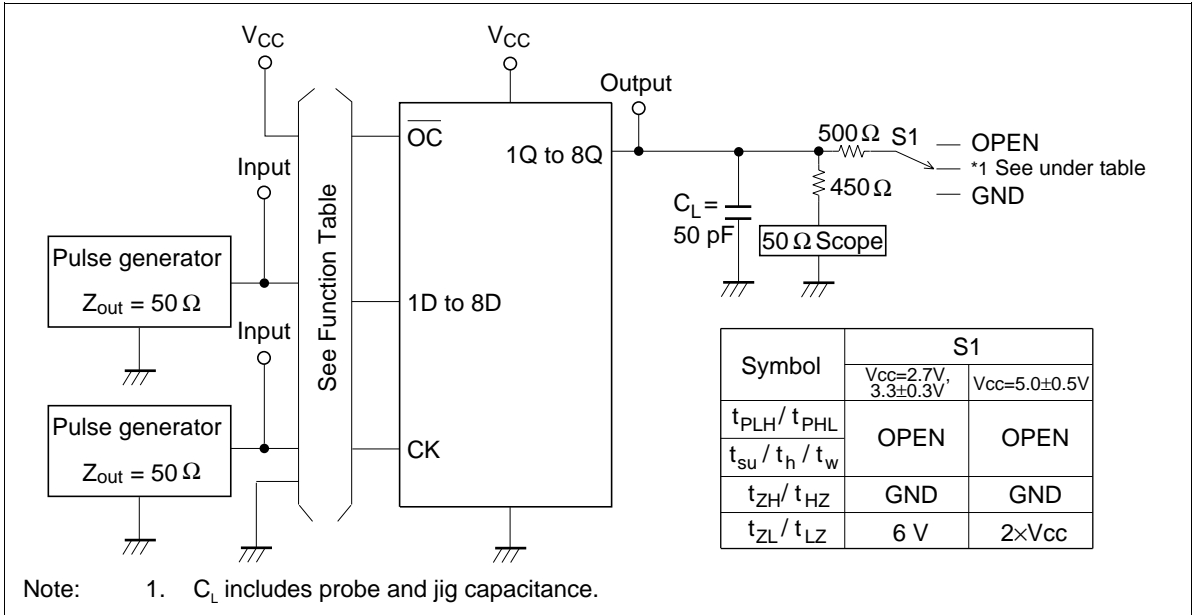 VCC
VCC
Output
OC
1Q to 8Q
500 Ω
S1
OPEN
*1 See under table
GND
Input
450 Ω
CL =
50 pF
50 Ω Scope
Pulse generator
Zout = 50 Ω
See Function Table
1D to 8D
Input
Pulse generator
Zout = 50 Ω
CK
Symbol
S1
Vcc=2.7V,
3.3±0.3V
Vcc=5.0±0.5V
tPLH / tPHL
OPEN
OPEN
tsu / th / tw
tZH / tHZ
GND
GND
tZL / tLZ
6 V
2×Vcc
Note: 1. CL includes probe and jig capacitance.